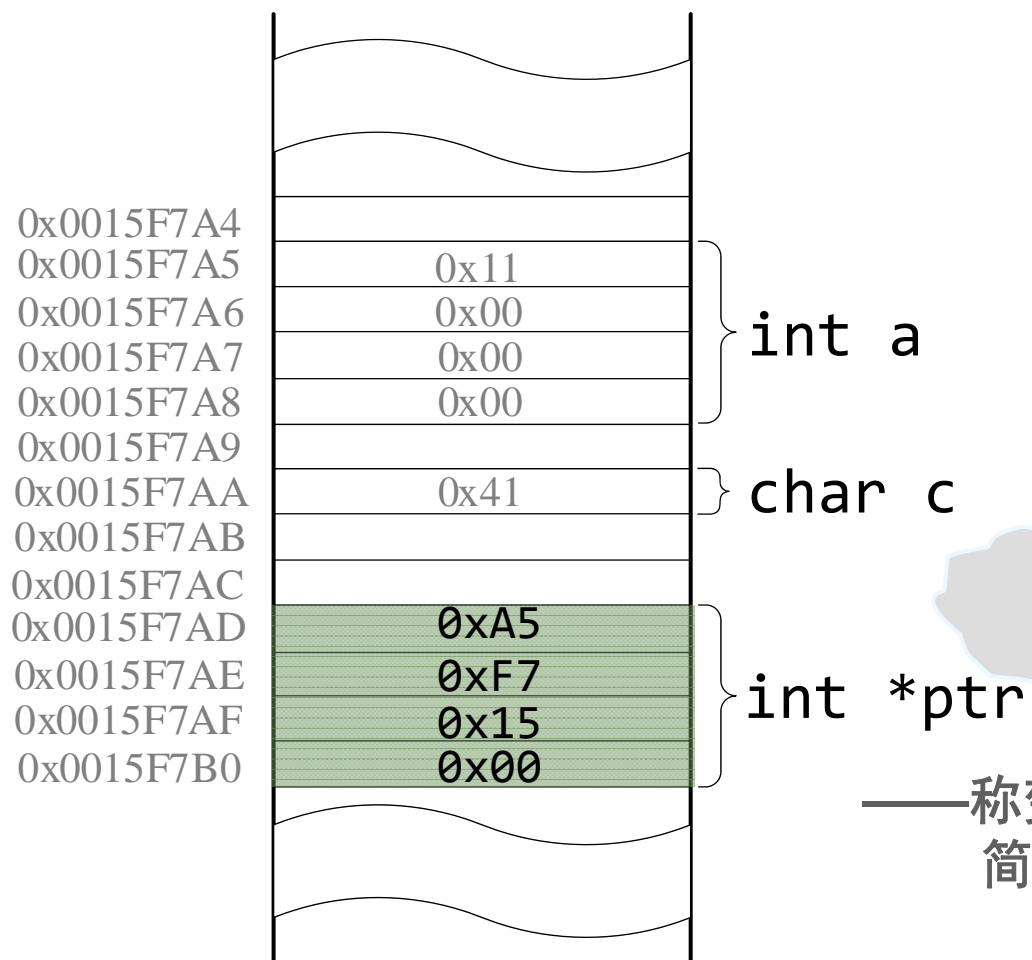 0x0015F7A4
0x0015F7A5 0x11
0x0015F7A6 0x00
int a
0x0015F7A7 0x00
0x0015F7A8 0x00
0x0015F7A9
0x0015F7AA 0x41 char c
0x0015F7AB
0x0015F7AC
0x0015F7AD 0xA5
0x0015F7AE 0xF7
int *ptr
0x0015F7AF 0x15
0x0015F7B0 0x00
——称
简